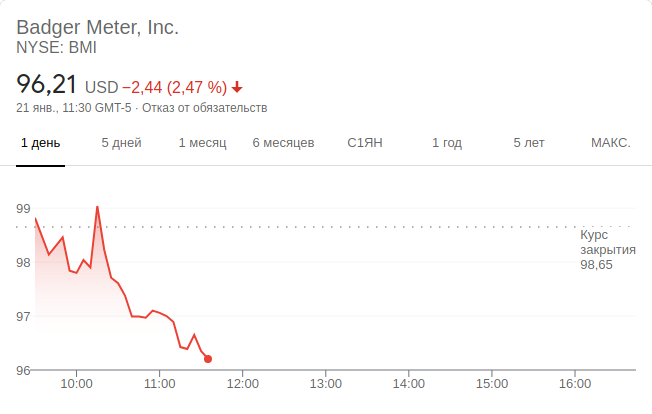 Badger Meter, Inc.
NYSE: BMI
96,21 USD −2,44 (2,47 %)
21 янв., 11:30 GMT-5 · Отказ от обязательств
1 день 5 дней 1 месяц 6 месяцев С1ЯН 1 год 5 лет МАКС.
99
Курс
закрытия
98,65
98
97
96
10:00 11:00 12:00 13:00 14:00 15:00 16:00